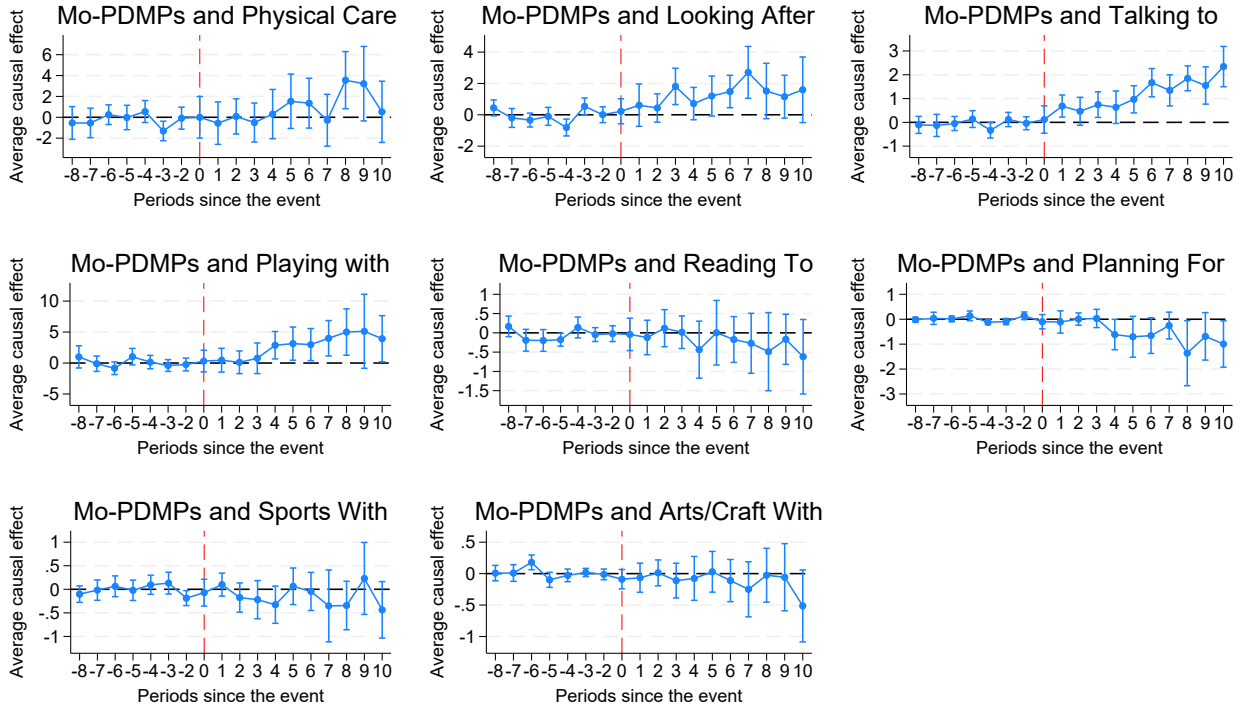 Mo-PDMPs and Physical Care
Average causal effect
6
4
2
0
-2
-8 -7 -6 -5 -4 -3 -2 0 1 2 3 4 5 6 7 8 9 10
Periods since the event
Mo-PDMPs and Looking After
Average causal effect
4
2
0
-2
-8 -7 -6 -5 -4 -3 -2 0 1 2 3 4 5 6 7 8 9 10
Periods since the event
Mo-PDMPs and Talking to
Average causal effect
3
2
1
0
-1
-8 -7 -6 -5 -4 -3 -2 0 1 2 3 4 5 6 7 8 9 10
Periods since the event
Mo-PDMPs and Playing with
Average causal effect
10
5
0
-5
-8 -7 -6 -5 -4 -3 -2 0 1 2 3 4 5 6 7 8 9 10
Periods since the event
Mo-PDMPs and Reading To
Average causal effect
1
.5
0
-.5
-1
-1.5
-8 -7 -6 -5 -4 -3 -2 0 1 2 3 4 5 6 7 8 9 10
Periods since the event
Mo-PDMPs and Planning For
Average causal effect
1
0
-1
-2
-3
-8 -7 -6 -5 -4 -3 -2 0 1 2 3 4 5 6 7 8 9 10
Periods since the event
Mo-PDMPs and Sports With
Average causal effect
1
.5
0
-.5
-1
-8 -7 -6 -5 -4 -3 -2 0 1 2 3 4 5 6 7 8 9 10
Periods since the event
Mo-PDMPs and Arts/Craft With
Average causal effect
.5
0
-.5
-1
-8 -7 -6 -5 -4 -3 -2 0 1 2 3 4 5 6 7 8 9 10
Periods since the event